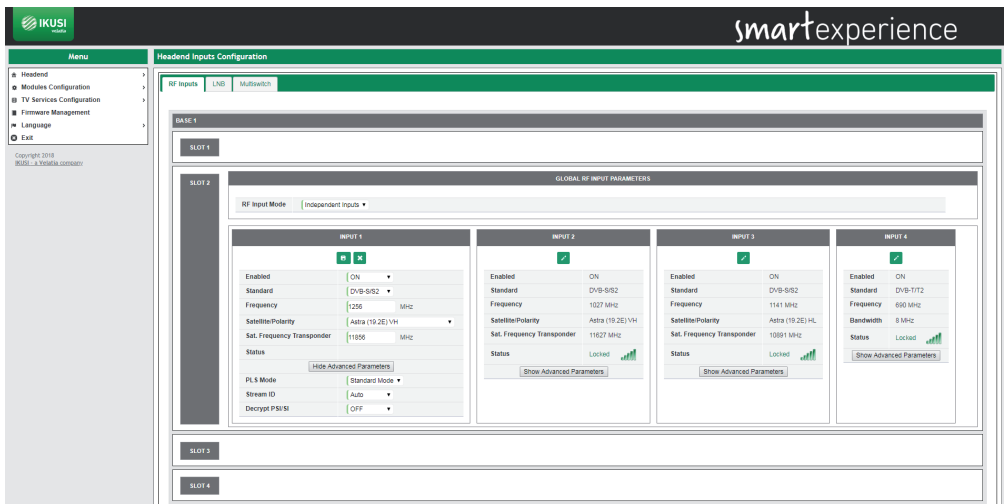 IKUSI
velatia
smartexperience
Menu
Headend
Modules Configuration
TV Services Configuration
Firmware Management
Language
Exit
Copyright 2018
IKUSI - a Velatia company
Headend Inputs Configuration
RF Inputs LNB Multiswitch
BASE 1
SLOT 1
SLOT 2
GLOBAL RF INPUT PARAMETERS
RF Input Mode Independent Inputs
INPUT 1
Enabled ON
Standard DVB-S/S2
Frequency 1256 MHz
Satellite/Polarity Astra (19.2E) VH
Sat. Frequency Transponder 11856 MHz
Status
Hide Advanced Parameters
PLS Mode Standard Mode
Stream ID Auto
Decrypt PSI/SI OFF
INPUT 2
Enabled ON
Standard DVB-S/S2
Frequency 1027 MHz
Satellite/Polarity Astra (19.2E) VH
Sat. Frequency Transponder 11627 MHz
Status Locked
Show Advanced Parameters
INPUT 3
Enabled ON
Standard DVB-S/S2
Frequency 1141 MHz
Satellite/Polarity Astra (19.2E) HL
Sat. Frequency Transponder 10891 MHz
Status Locked
Show Advanced Parameters
INPUT 4
Enabled ON
Standard DVB-T/T2
Frequency 690 MHz
Bandwidth 8 MHz
Status Locked
Show Advanced Parameters
SLOT 3
SLOT 4